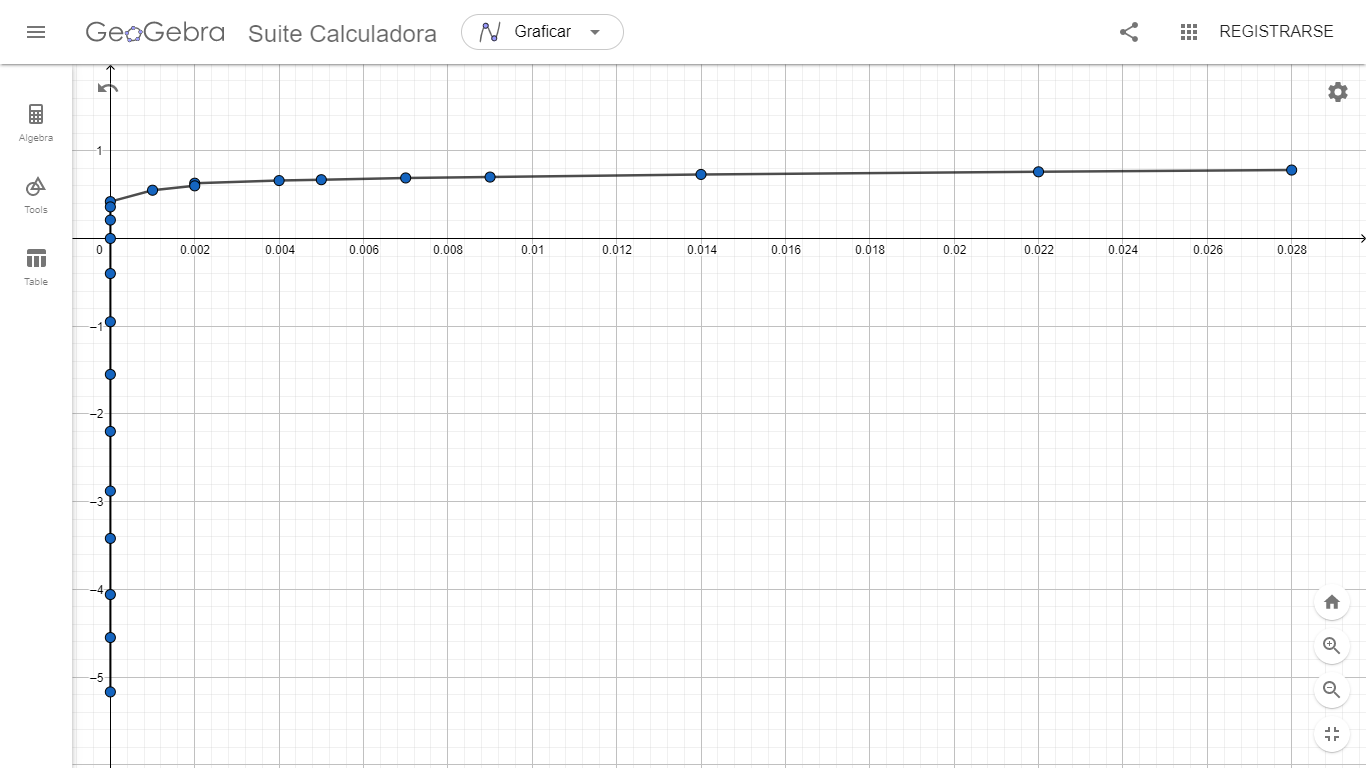 GeoGebra Suite Calculadora Graficar REGISTRARSE
Algebra
Tools
Table
1
0 0.002 0.004 0.006 0.008 0.01 0.012 0.014 0.016 0.018 0.02 0.022 0.024 0.026 0.028
−1
−2
−3
−4
−5